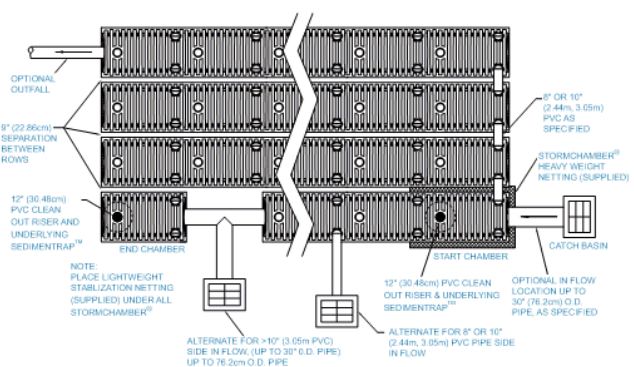 OPTIONAL
OUTFALL
9" (22.86cm)
SEPARATION
BETWEEN
ROWS
12" (30.48cm)
PVC CLEAN
OUT RISER AND
UNDERLYING
SEDIMENTRAP™
END CHAMBER
NOTE:
PLACE LIGHTWEIGHT
STABLIZATION NETTING
(SUPPLIED) UNDER ALL
STORMCHAMBER®
ALTERNATE FOR >10" (3.05m PVC)
SIDE IN FLOW, (UP TO 30" O.D. PIPE)
UP TO 76.2cm O.D. PIPE
8" OR 10"
(2.44m, 3.05m)
PVC AS
SPECIFIED
STORMCHAMBER®
HEAVY WEIGHT
NETTING (SUPPLIED)
CATCH BASIN
START CHAMBER
12" (30.48cm) PVC CLEAN
OUT RISER & UNDERLYING
SEDIMENTRAP™
OPTIONAL IN FLOW
LOCATION UP TO
30" (76.2cm) O.D.
PIPE, AS SPECIFIED
ALTERNATE FOR 8" OR 10"
(2.44m, 3.05m) PVC PIPE SIDE
IN FLOW